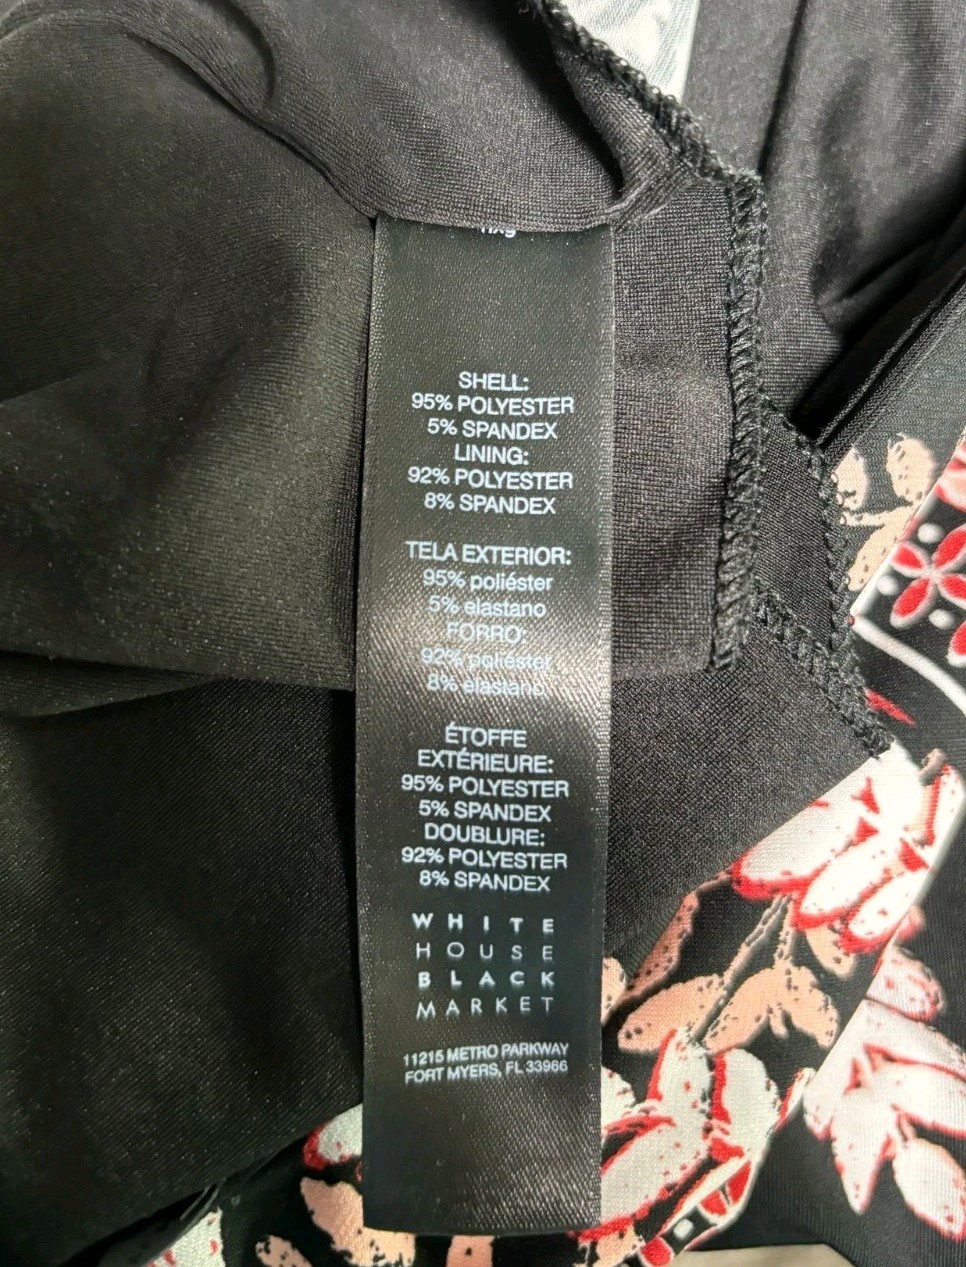 SHELL:
95% POLYESTER
5% SPANDEX
LINING:
92% POLYESTER
8% SPANDEX
TELA EXTERIOR:
95% poliéster
5% elastano
FORRO:
92% poliéster
8% elastano
ÉTOFFE
EXTÉRIEURE:
95% POLYESTER
5% SPANDEX
DOUBLURE:
92% POLYESTER
8% SPANDEX
WHITE
HOUSE
BLACK
MARKET
11215 METRO PARKWAY
FORT MYERS, FL 33966